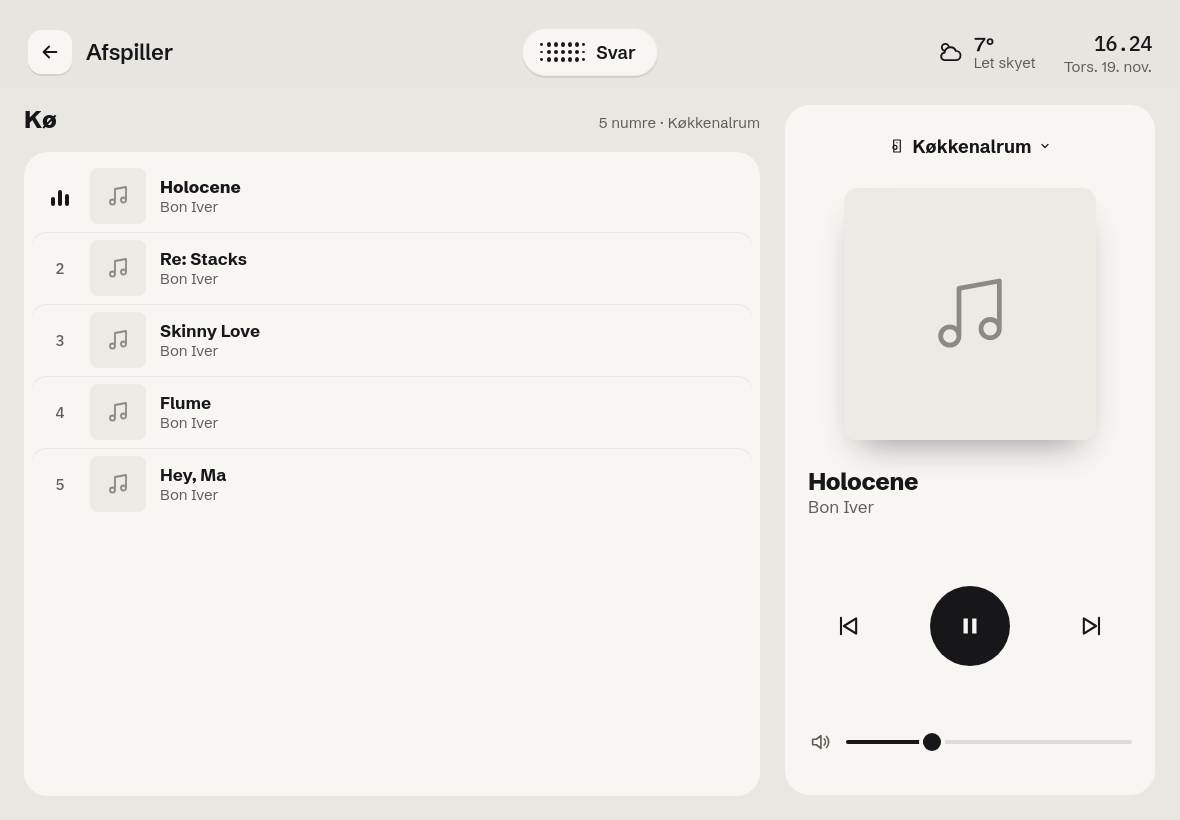 Afspiller
Svar
7°
Let skyet
16.24
Tors. 19. nov.
Kø
5 numre · Køkkenalrum
Holocene
Bon Iver
2
Re: Stacks
Bon Iver
3
Skinny Love
Bon Iver
4
Flume
Bon Iver
5
Hey, Ma
Bon Iver
Køkkenalrum
Holocene
Bon Iver